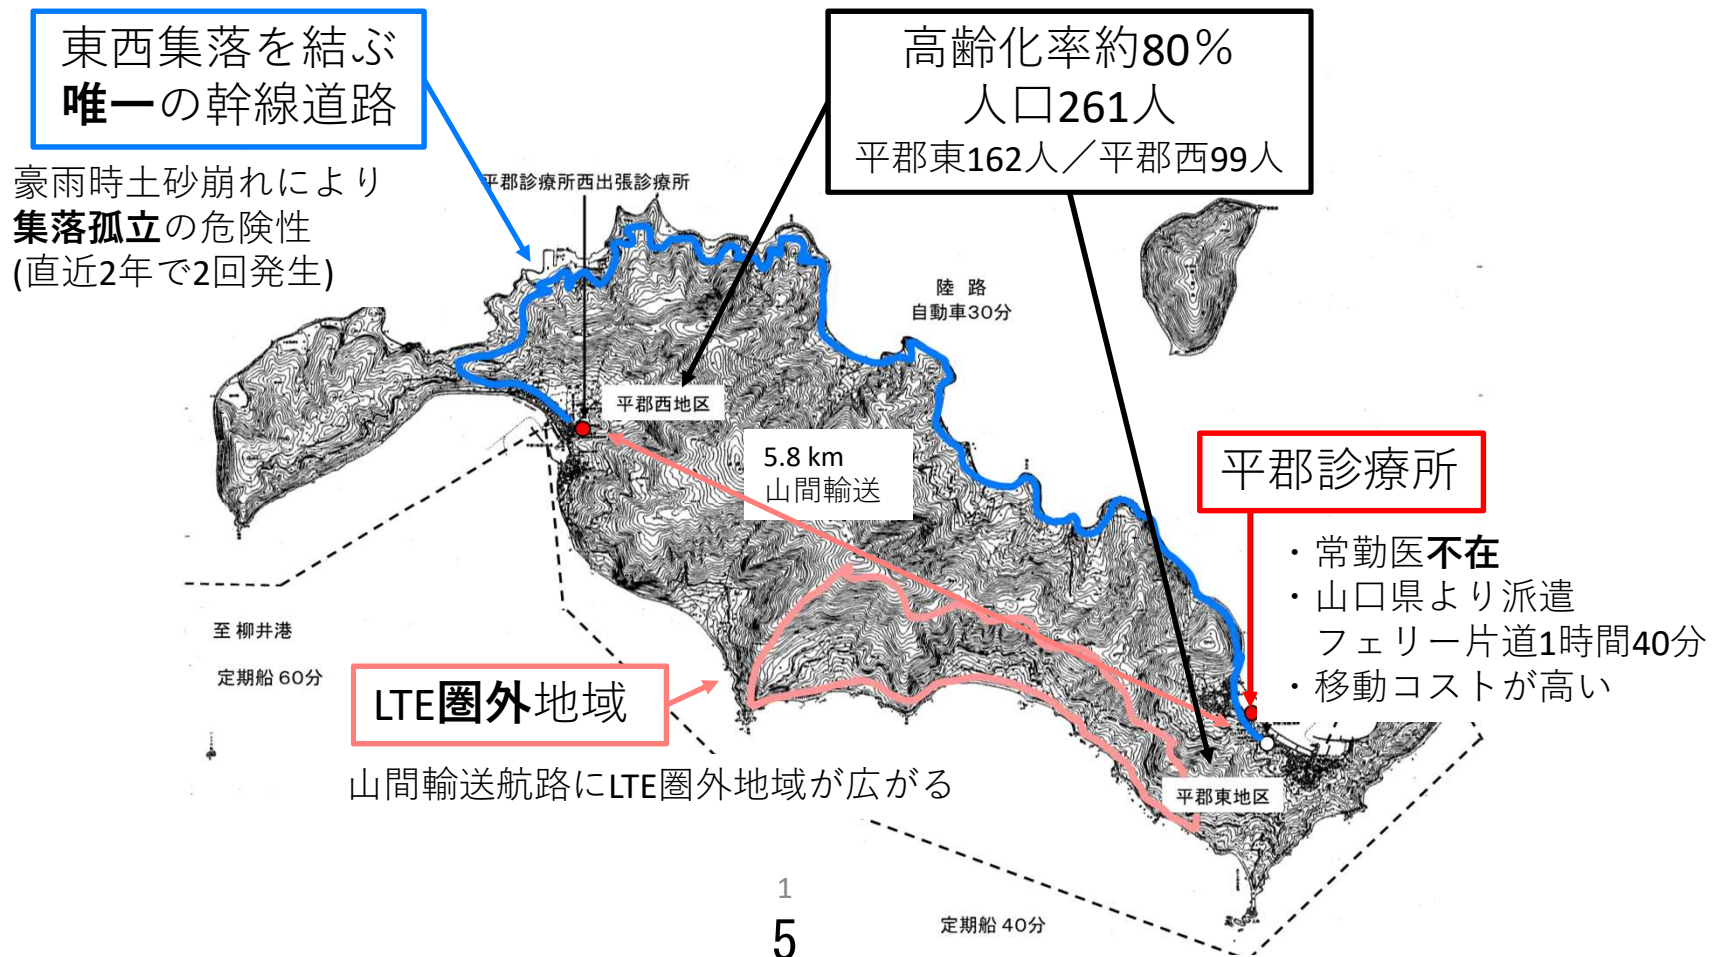 東西集落を結ぶ
唯一の幹線道路
豪雨時土砂崩れにより
集落孤立の危険性
(直近2年で2回発生)
高齢化率約80%
人口261人
平郡東162人／平郡西99人
平郡診療所西出張診療所
陸 路
自動車30分
平郡西地区
5.8 km
山間輸送
平郡診療所
・常勤医不在
・山口県より派遣
フェリー片道1時間40分
・移動コストが高い
至 柳井港
定期船 60分
LTE圏外地域
山間輸送航路にLTE圏外地域が広がる
平郡東地区
定期船 40分
1
5